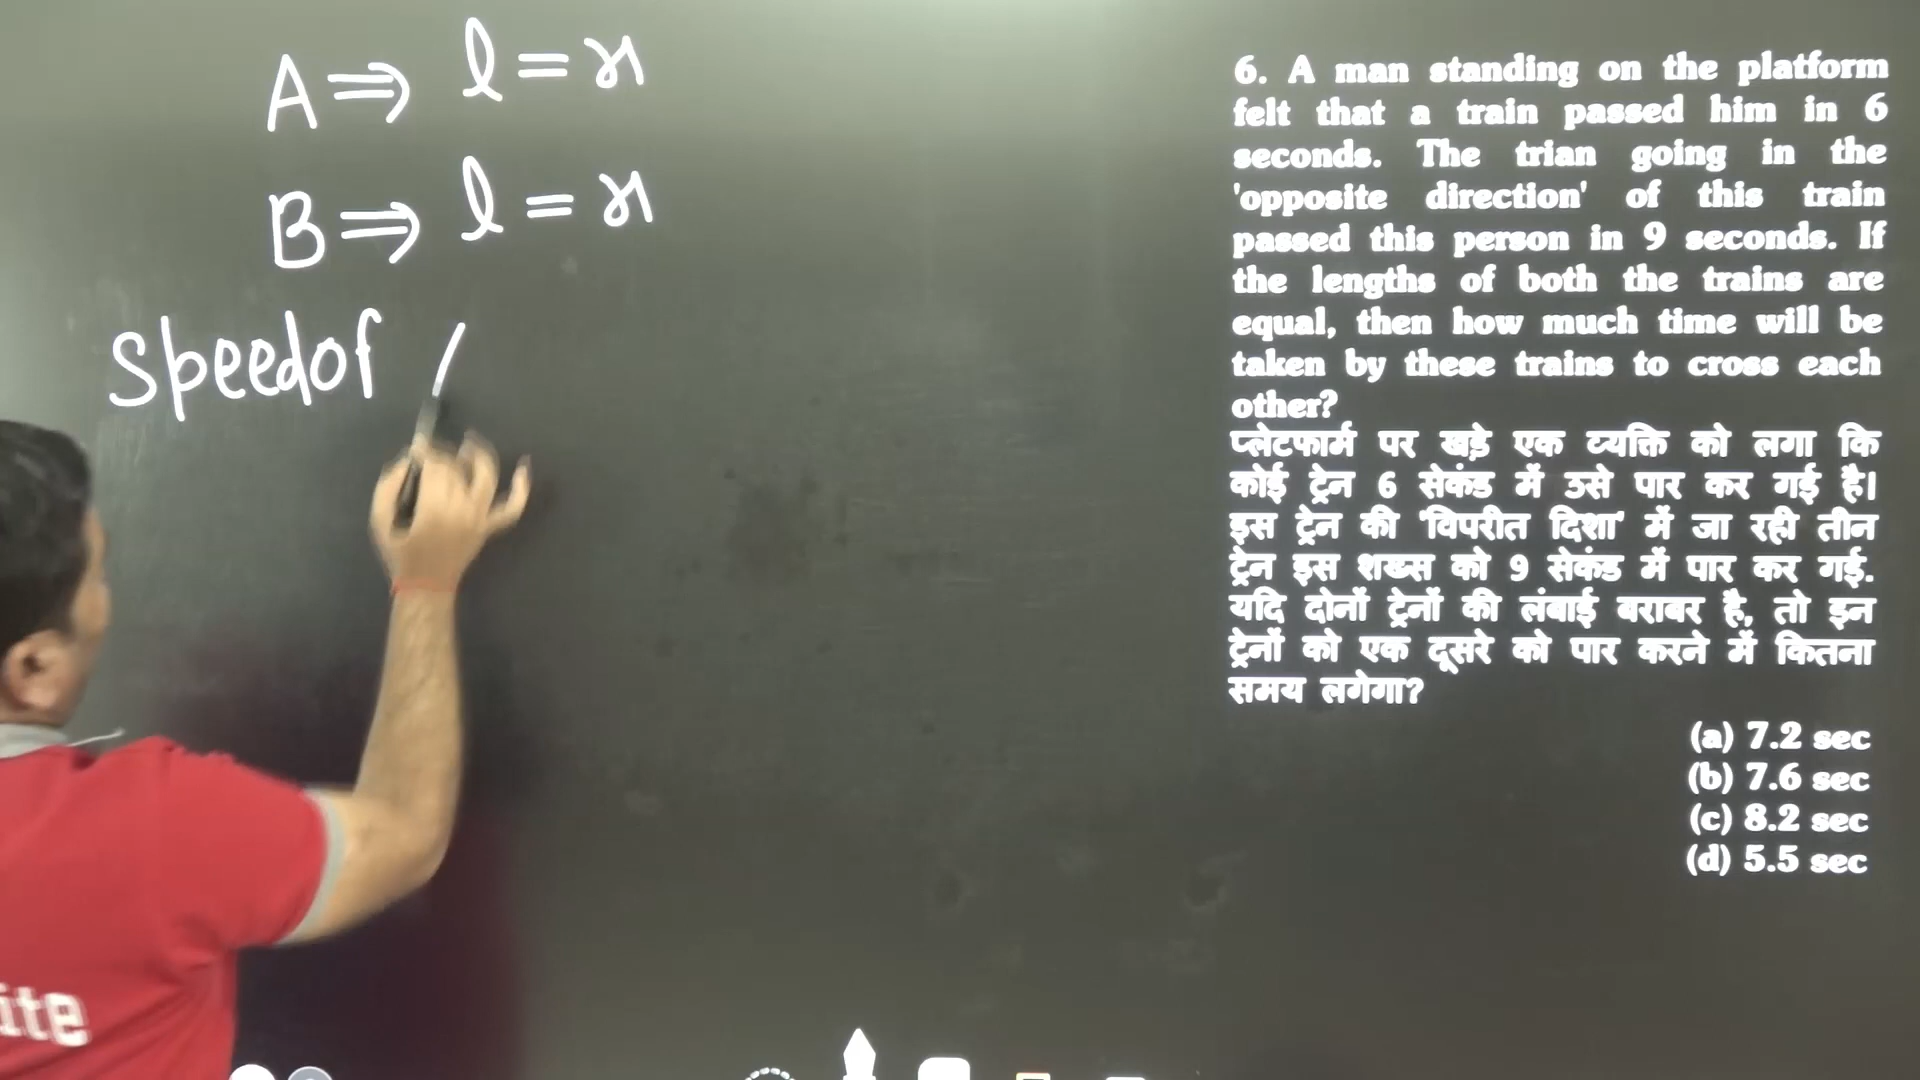 A ⇒ l = x
B ⇒ l = x
Speed of
6. A man standing on the platform
felt that a train passed him in 6
seconds. The trian going in the
'opposite direction' of this train
passed this person in 9 seconds. If
the lengths of both the trains are
equal, then how much time will be
taken by these trains to cross each
other?
प्लेटफार्म पर खड़े एक व्यक्ति को लगा कि
कोई ट्रेन 6 सेकंड में उसे पार कर गई है।
इस ट्रेन की 'विपरीत दिशा' में जा रही तीन
ट्रेन इस शख्स को 9 सेकंड में पार कर गई.
यदि दोनों ट्रेनों की लंबाई बराबर है, तो इन
ट्रेनों को एक दूसरे को पार करने में कितना
समय लगेगा?
(a) 7.2 sec
(b) 7.6 sec
(c) 8.2 sec
(d) 5.5 sec